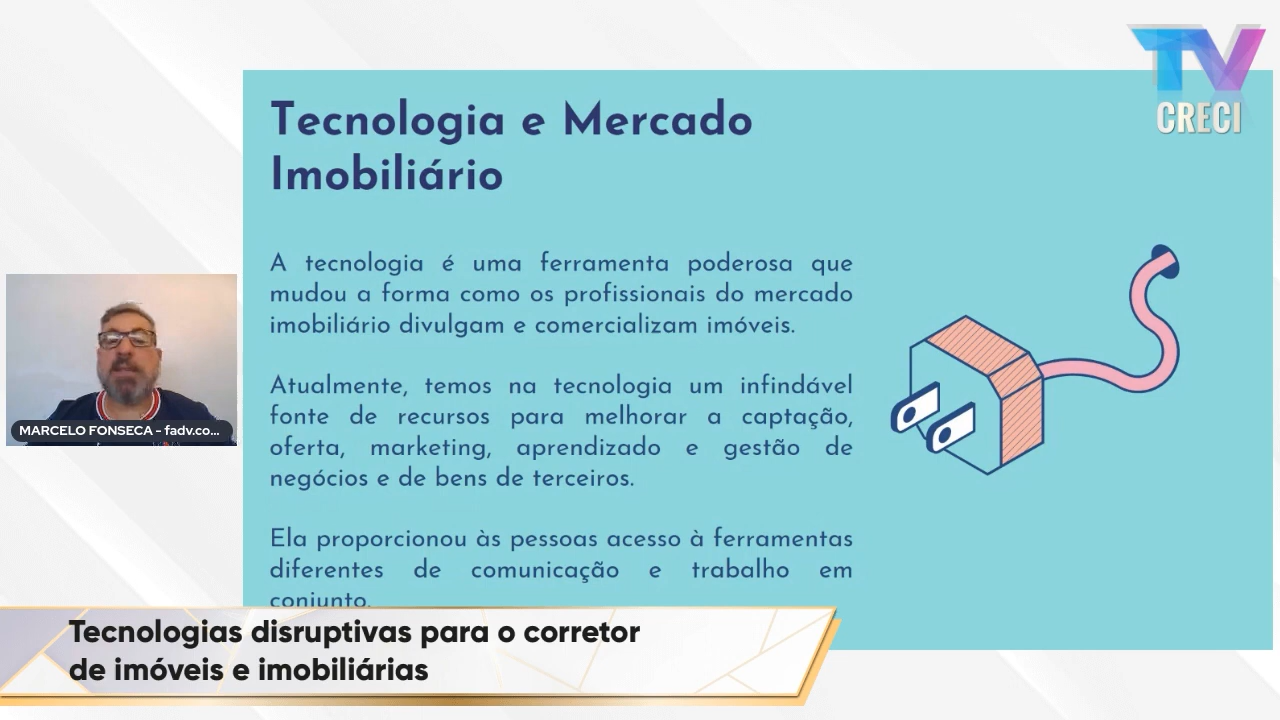 TV
CRECI
Tecnologia e Mercado
Imobiliário
A tecnologia é uma ferramenta poderosa que
mudou a forma como os profissionais do mercado
imobiliário divulgam e comercializam imóveis.
Atualmente, temos na tecnologia um infindável
fonte de recursos para melhorar a captação,
oferta, marketing, aprendizado e gestão de
negócios e de bens de terceiros.
Ela proporcionou às pessoas acesso à ferramentas
diferentes de comunicação e trabalho em
conjunto.
MARCELO FONSECA - fadv.co...
Tecnologias disruptivas para o corretor
de imóveis e imobiliárias